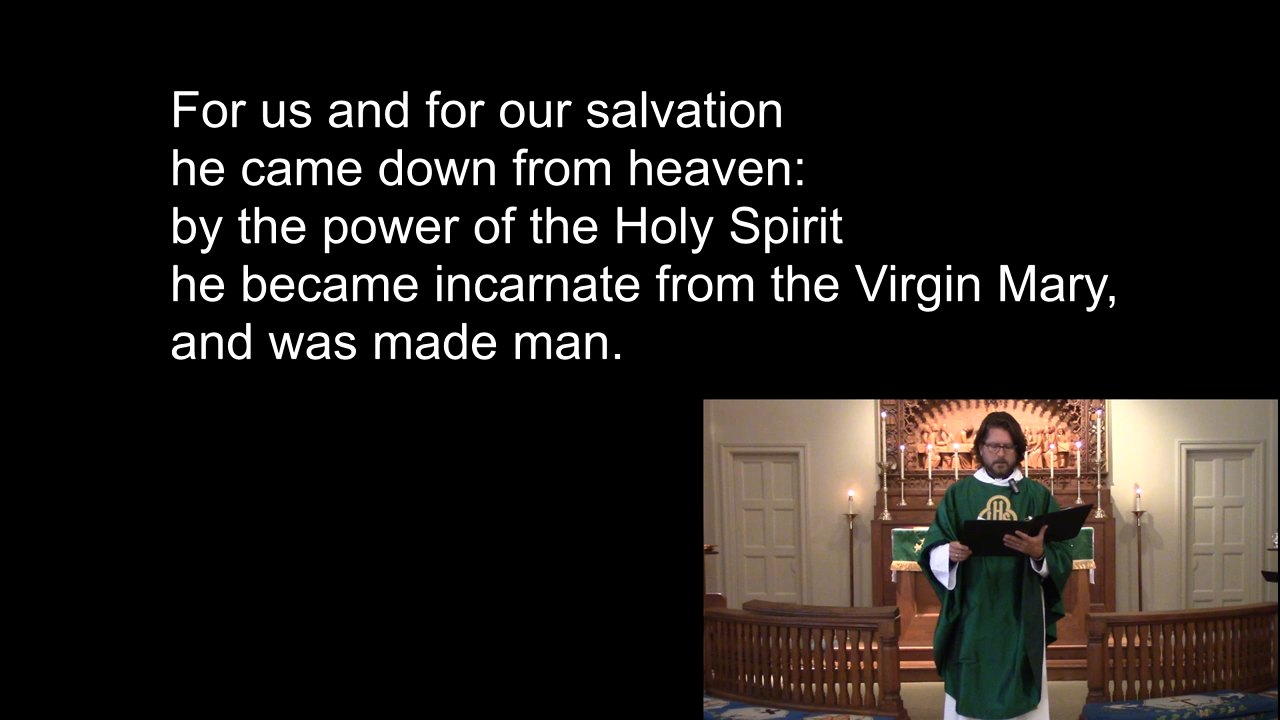 For us and for our salvation
he came down from heaven:
by the power of the Holy Spirit
he became incarnate from the Virgin Mary,
and was made man.
IHS